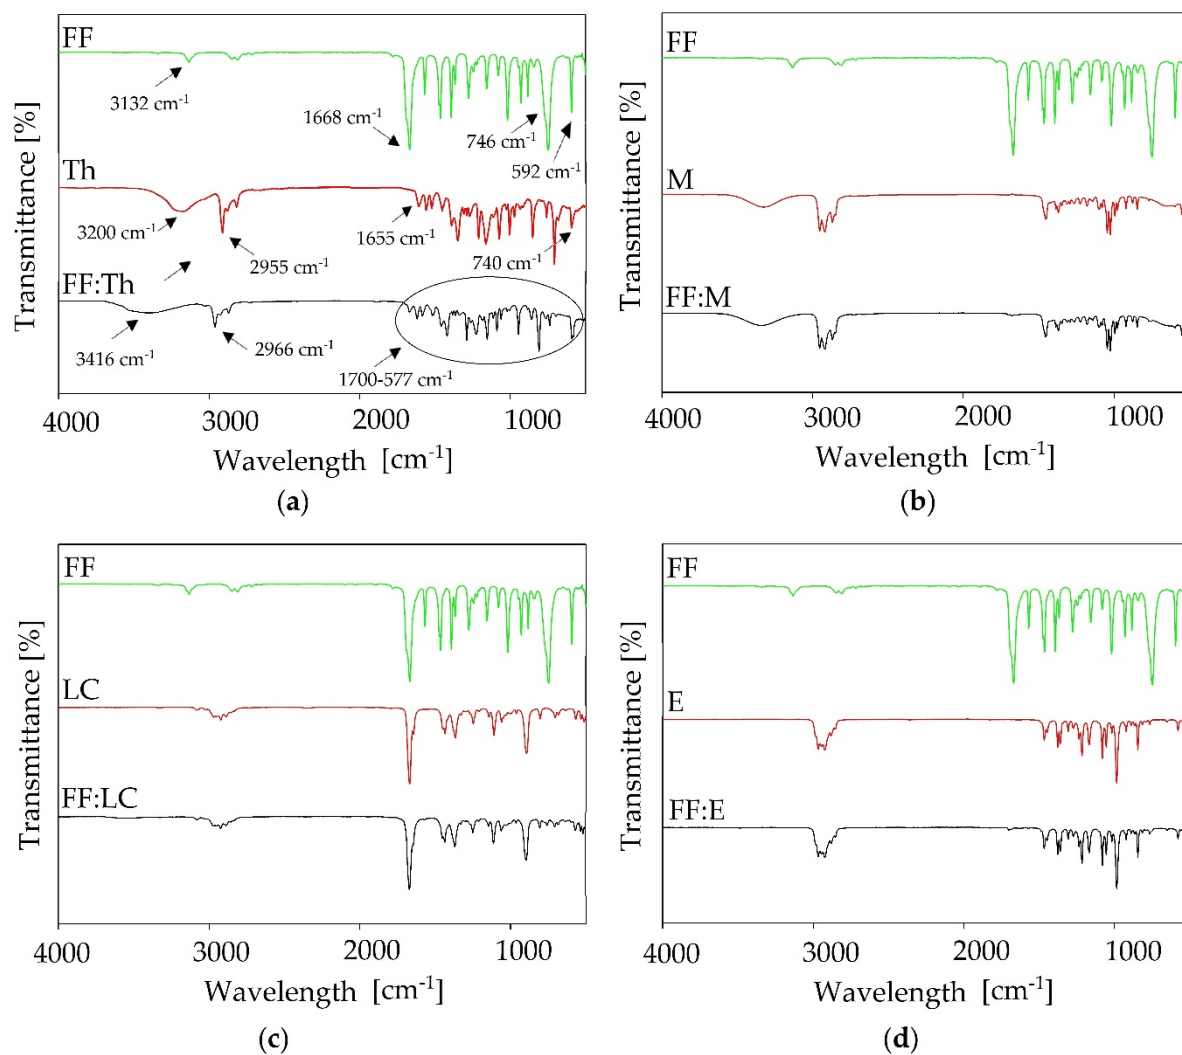 FF
3132 cm⁻¹
1668 cm⁻¹
746 cm⁻¹
592 cm⁻¹
Th
3200 cm⁻¹
2955 cm⁻¹
1655 cm⁻¹
740 cm⁻¹
FF:Th
3416 cm⁻¹
2966 cm⁻¹
1700-577 cm⁻¹
Transmittance [%]
4000 3000 2000 1000
Wavelength [cm⁻¹]
(a)
FF
M
FF:M
Transmittance [%]
4000 3000 2000 1000
Wavelength [cm⁻¹]
(b)
FF
LC
FF:LC
Transmittance [%]
4000 3000 2000 1000
Wavelength [cm⁻¹]
(c)
FF
E
FF:E
Transmittance [%]
4000 3000 2000 1000
Wavelength [cm⁻¹]
(d)